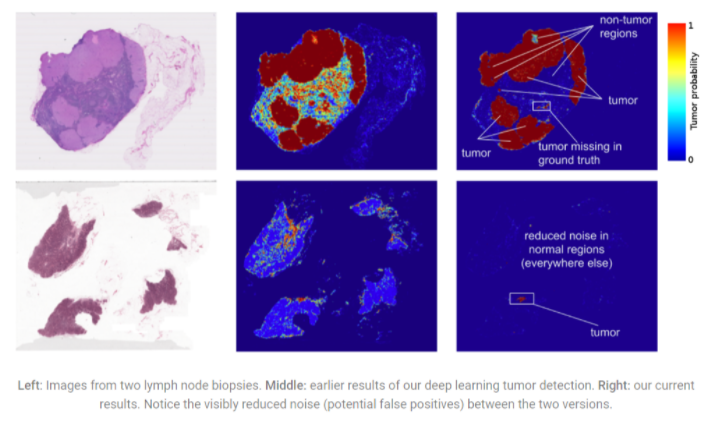 non-tumor
regions
tumor
tumor
tumor missing in
ground truth
1
Tumor probability
0
reduced noise in
normal regions
(everywhere else)
tumor
Left: Images from two lymph node biopsies. Middle: earlier results of our deep learning tumor detection. Right: our current
results. Notice the visibly reduced noise (potential false positives) between the two versions.